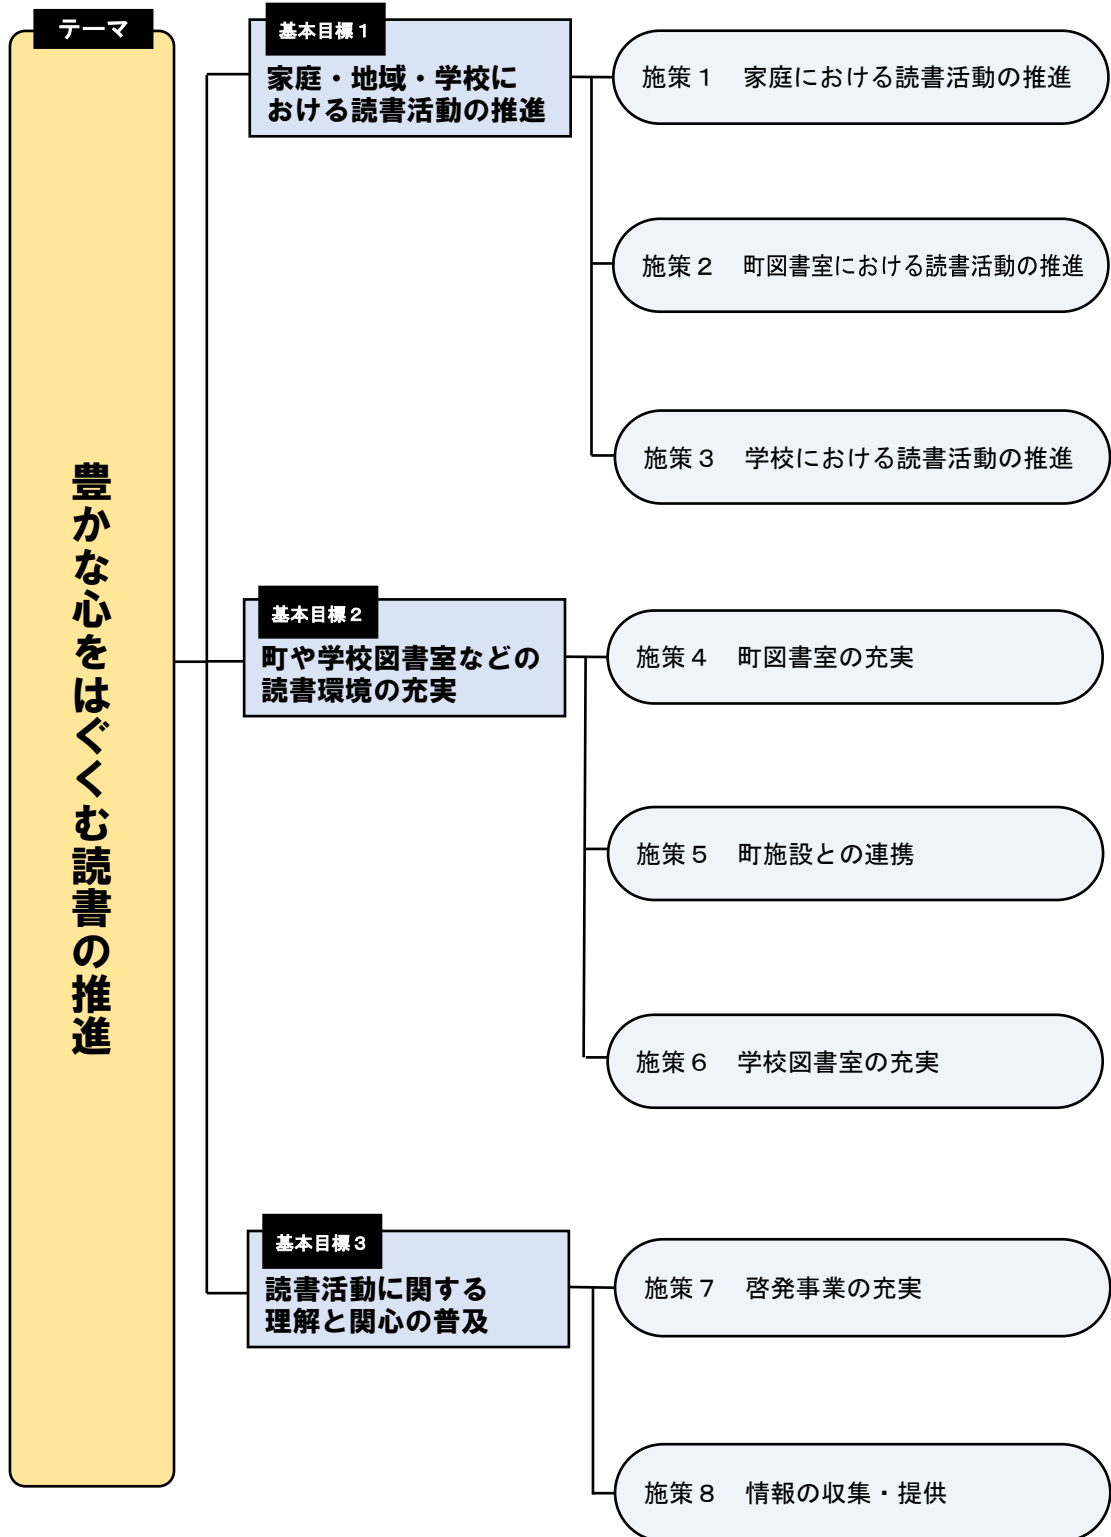 テーマ
豊かな心をはぐくむ読書の推進
基本目標1
家庭・地域・学校に
おける読書活動の推進
施策1 家庭における読書活動の推進
施策2 町図書室における読書活動の推進
施策3 学校における読書活動の推進
基本目標2
町や学校図書室などの
読書環境の充実
施策4 町図書室の充実
施策5 町施設との連携
施策6 学校図書室の充実
基本目標3
読書活動に関する
理解と関心の普及
施策7 啓発事業の充実
施策8 情報の収集・提供